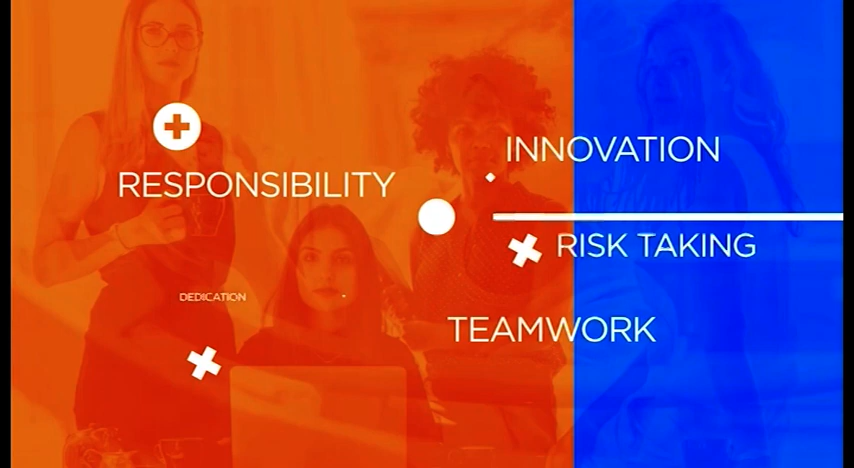 INNOVATION
RESPONSIBILITY
RISK TAKING
DEDICATION
TEAMWORK